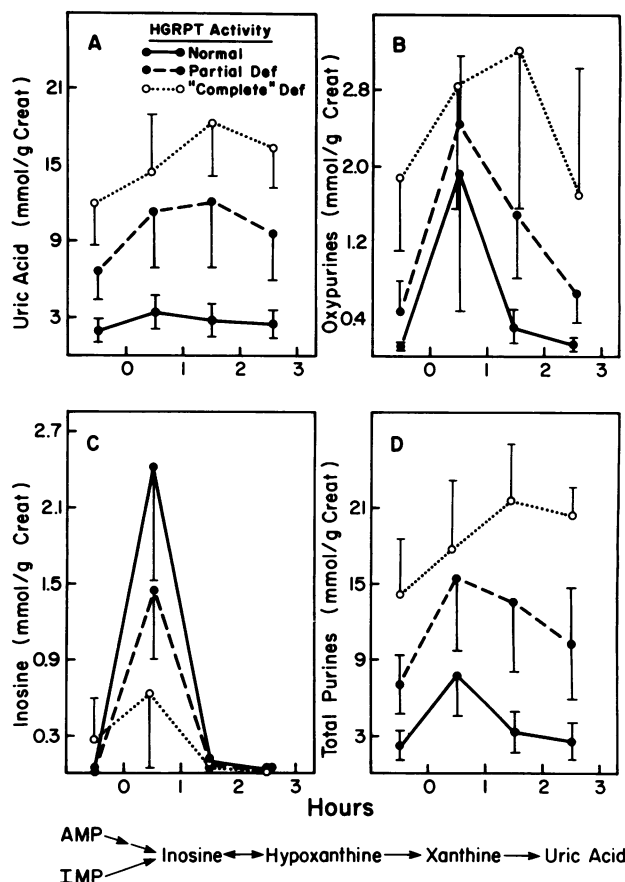 A
HGRPT Activity
Normal
Partial Def
"Complete" Def
Uric Acid (mmol/g Creat)
21
15
9
3
0 1 2 3
B
Oxypurines (mmol/g Creat)
2.8
2.0
1.2
0.4
0 1 2 3
C
Inosine (mmol/g Creat)
2.7
2.1
1.5
0.9
0.3
0 1 2 3
D
Total Purines (mmol/g Creat)
21
15
9
3
0 1 2 3
Hours
AMP
IMP
Inosine Hypoxanthine Xanthine Uric Acid